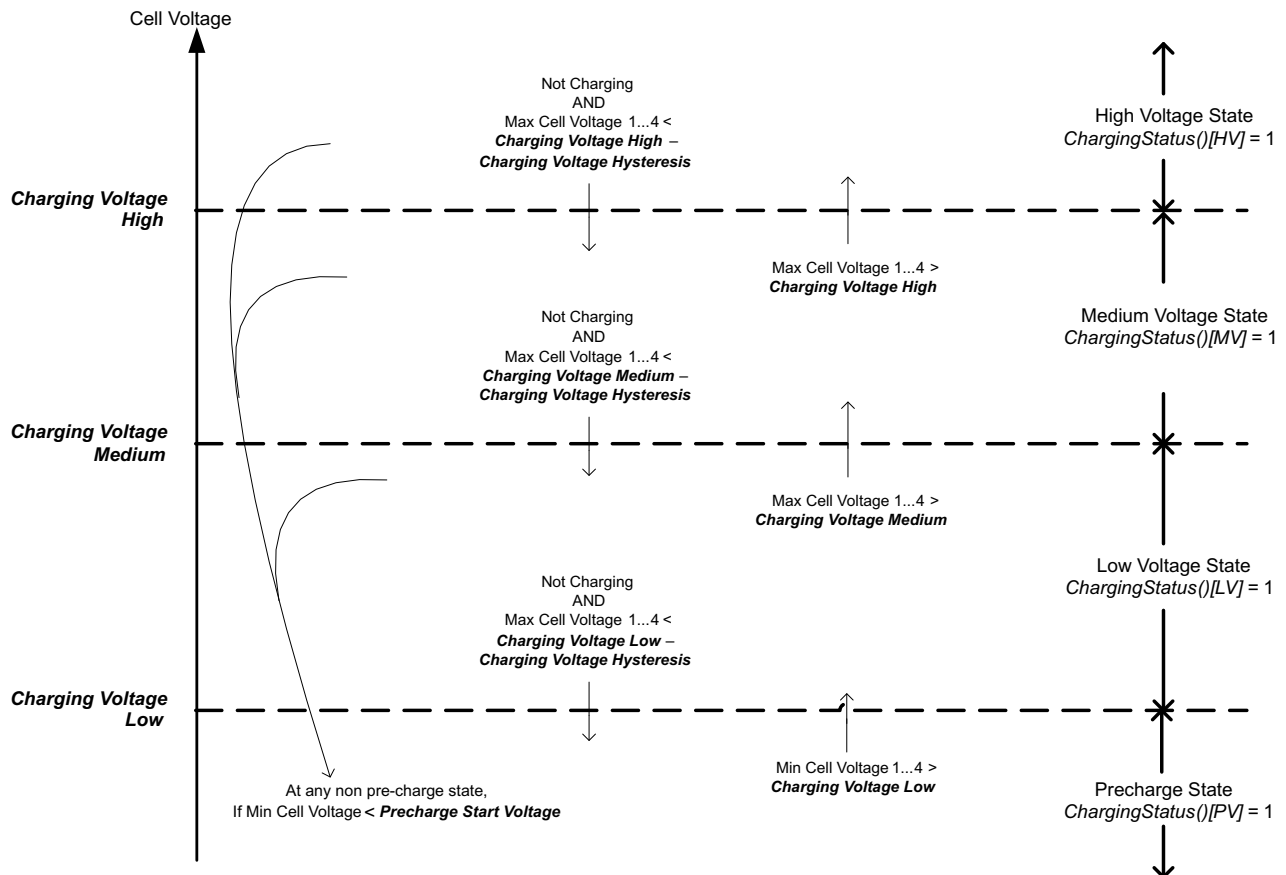 Cell Voltage
Not Charging
AND
Max Cell Voltage 1...4 <
Charging Voltage High –
Charging Voltage Hysteresis
High Voltage State
ChargingStatus()[HV] = 1
Charging Voltage
High
Max Cell Voltage 1...4 >
Charging Voltage High
Not Charging
AND
Max Cell Voltage 1...4 <
Charging Voltage Medium –
Charging Voltage Hysteresis
Medium Voltage State
ChargingStatus()[MV] = 1
Charging Voltage
Medium
Max Cell Voltage 1...4 >
Charging Voltage Medium
Not Charging
AND
Max Cell Voltage 1...4 <
Charging Voltage Low –
Charging Voltage Hysteresis
Low Voltage State
ChargingStatus()[LV] = 1
Charging Voltage
Low
At any non pre-charge state,
If Min Cell Voltage < Precharge Start Voltage
Min Cell Voltage 1...4 >
Charging Voltage Low
Precharge State
ChargingStatus()[PV] = 1